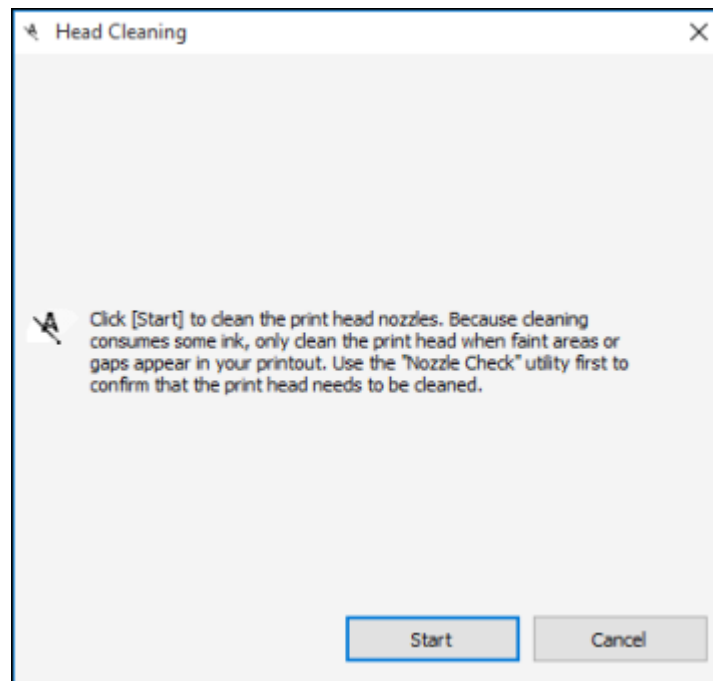 Head Cleaning
Click [Start] to clean the print head nozzles. Because cleaning
consumes some ink, only clean the print head when faint areas or
gaps appear in your printout. Use the "Nozzle Check" utility first to
confirm that the print head needs to be cleaned.
Start
Cancel